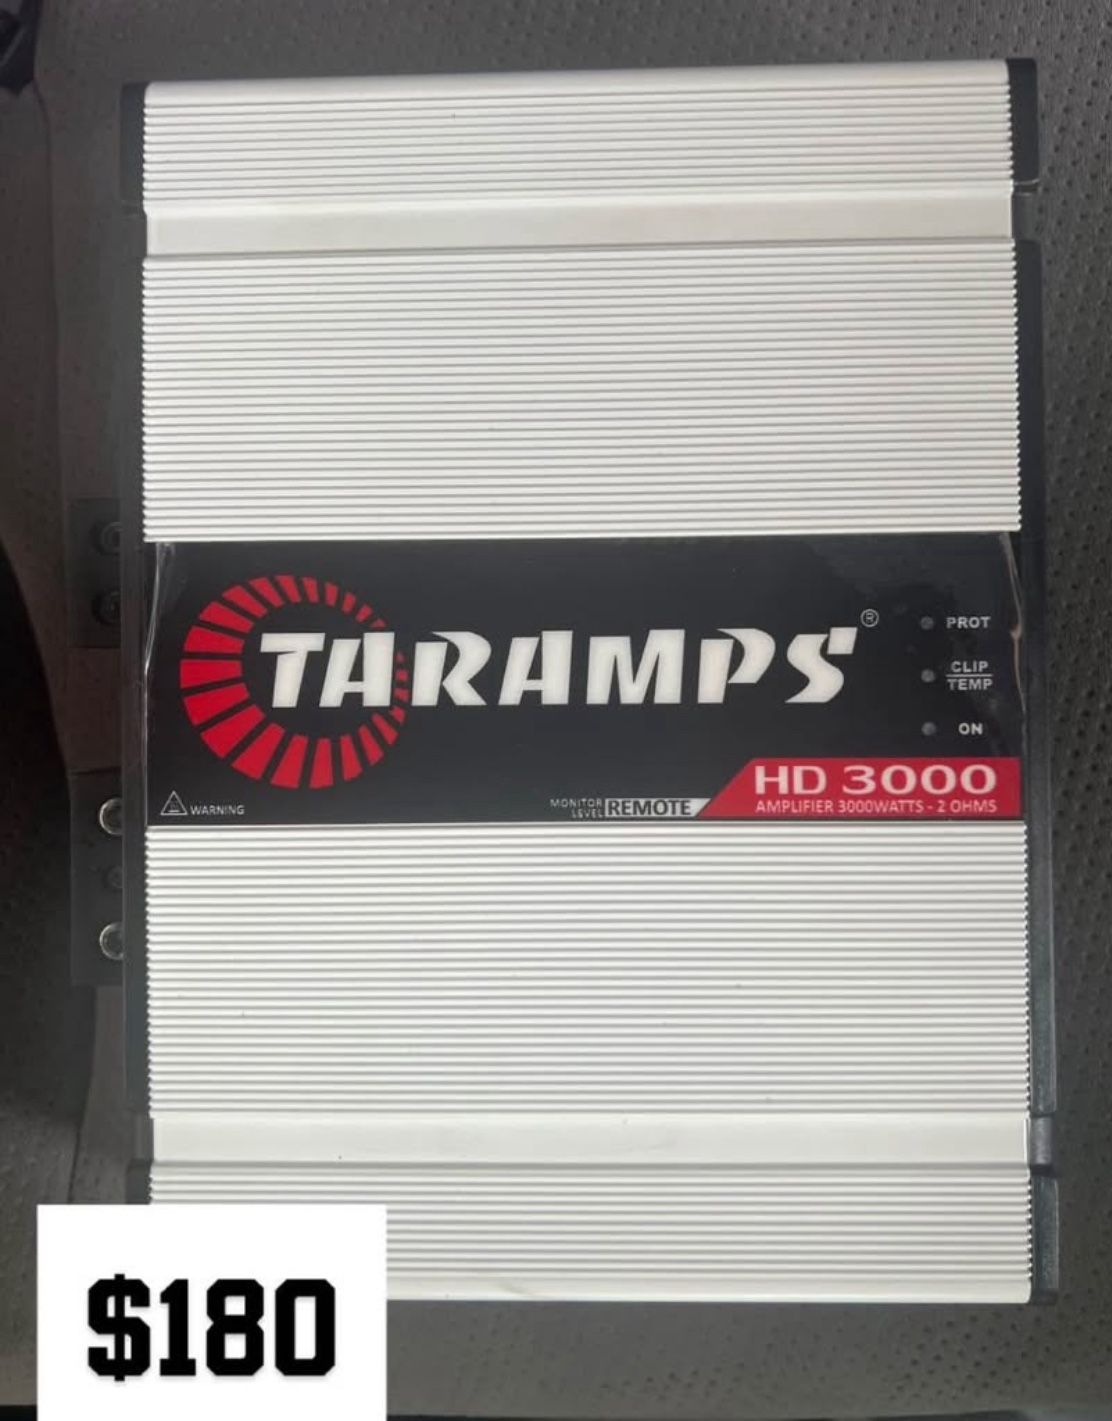 TARAMPS®
PROT
CLIP
TEMP
ON
HD 3000
AMPLIFIER 3000WATTS - 2 OHMS
MONITOR
LEVEL
REMOTE
WARNING
$180